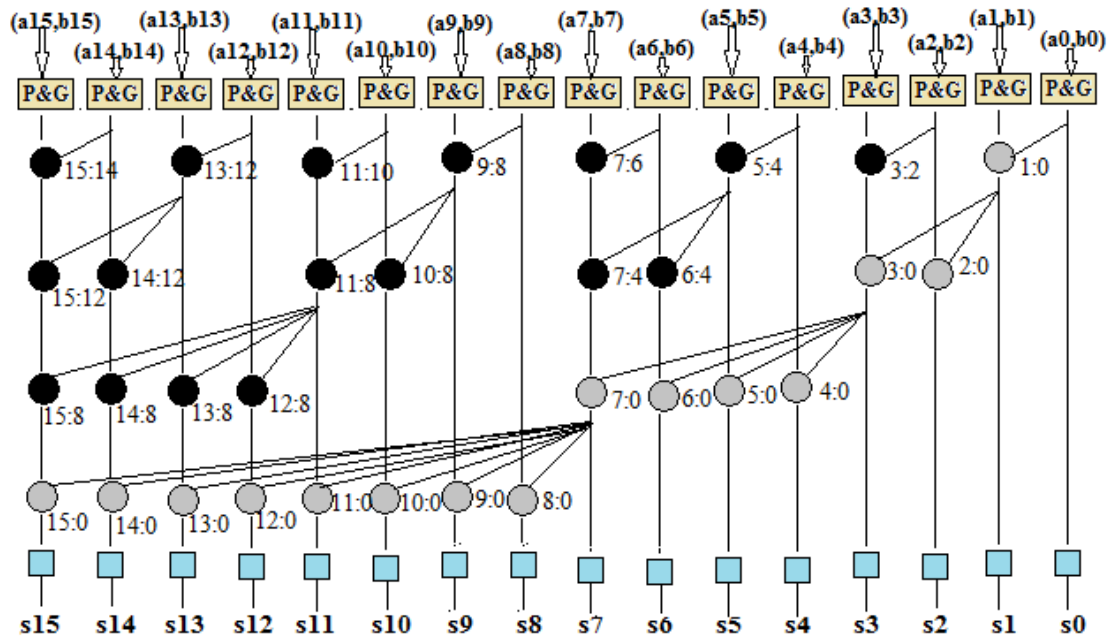 (a15,b15) (a13,b13) (a11,b11) (a9,b9) (a7,b7) (a5,b5) (a3,b3) (a1,b1)
(a14,b14) (a12,b12) (a10,b10) (a8,b8) (a6,b6) (a4,b4) (a2,b2) (a0,b0)
P&G P&G P&G P&G P&G P&G P&G P&G P&G P&G P&G P&G P&G P&G P&G P&G
15:14 13:12 11:10 9:8 7:6 5:4 3:2 1:0
15:12 14:12 11:8 10:8 7:4 6:4 3:0 2:0
15:8 14:8 13:8 12:8 7:0 6:0 5:0 4:0
15:0 14:0 13:0 12:0 11:0 10:0 9:0 8:0
s15 s14 s13 s12 s11 s10 s9 s8 s7 s6 s5 s4 s3 s2 s1 s0